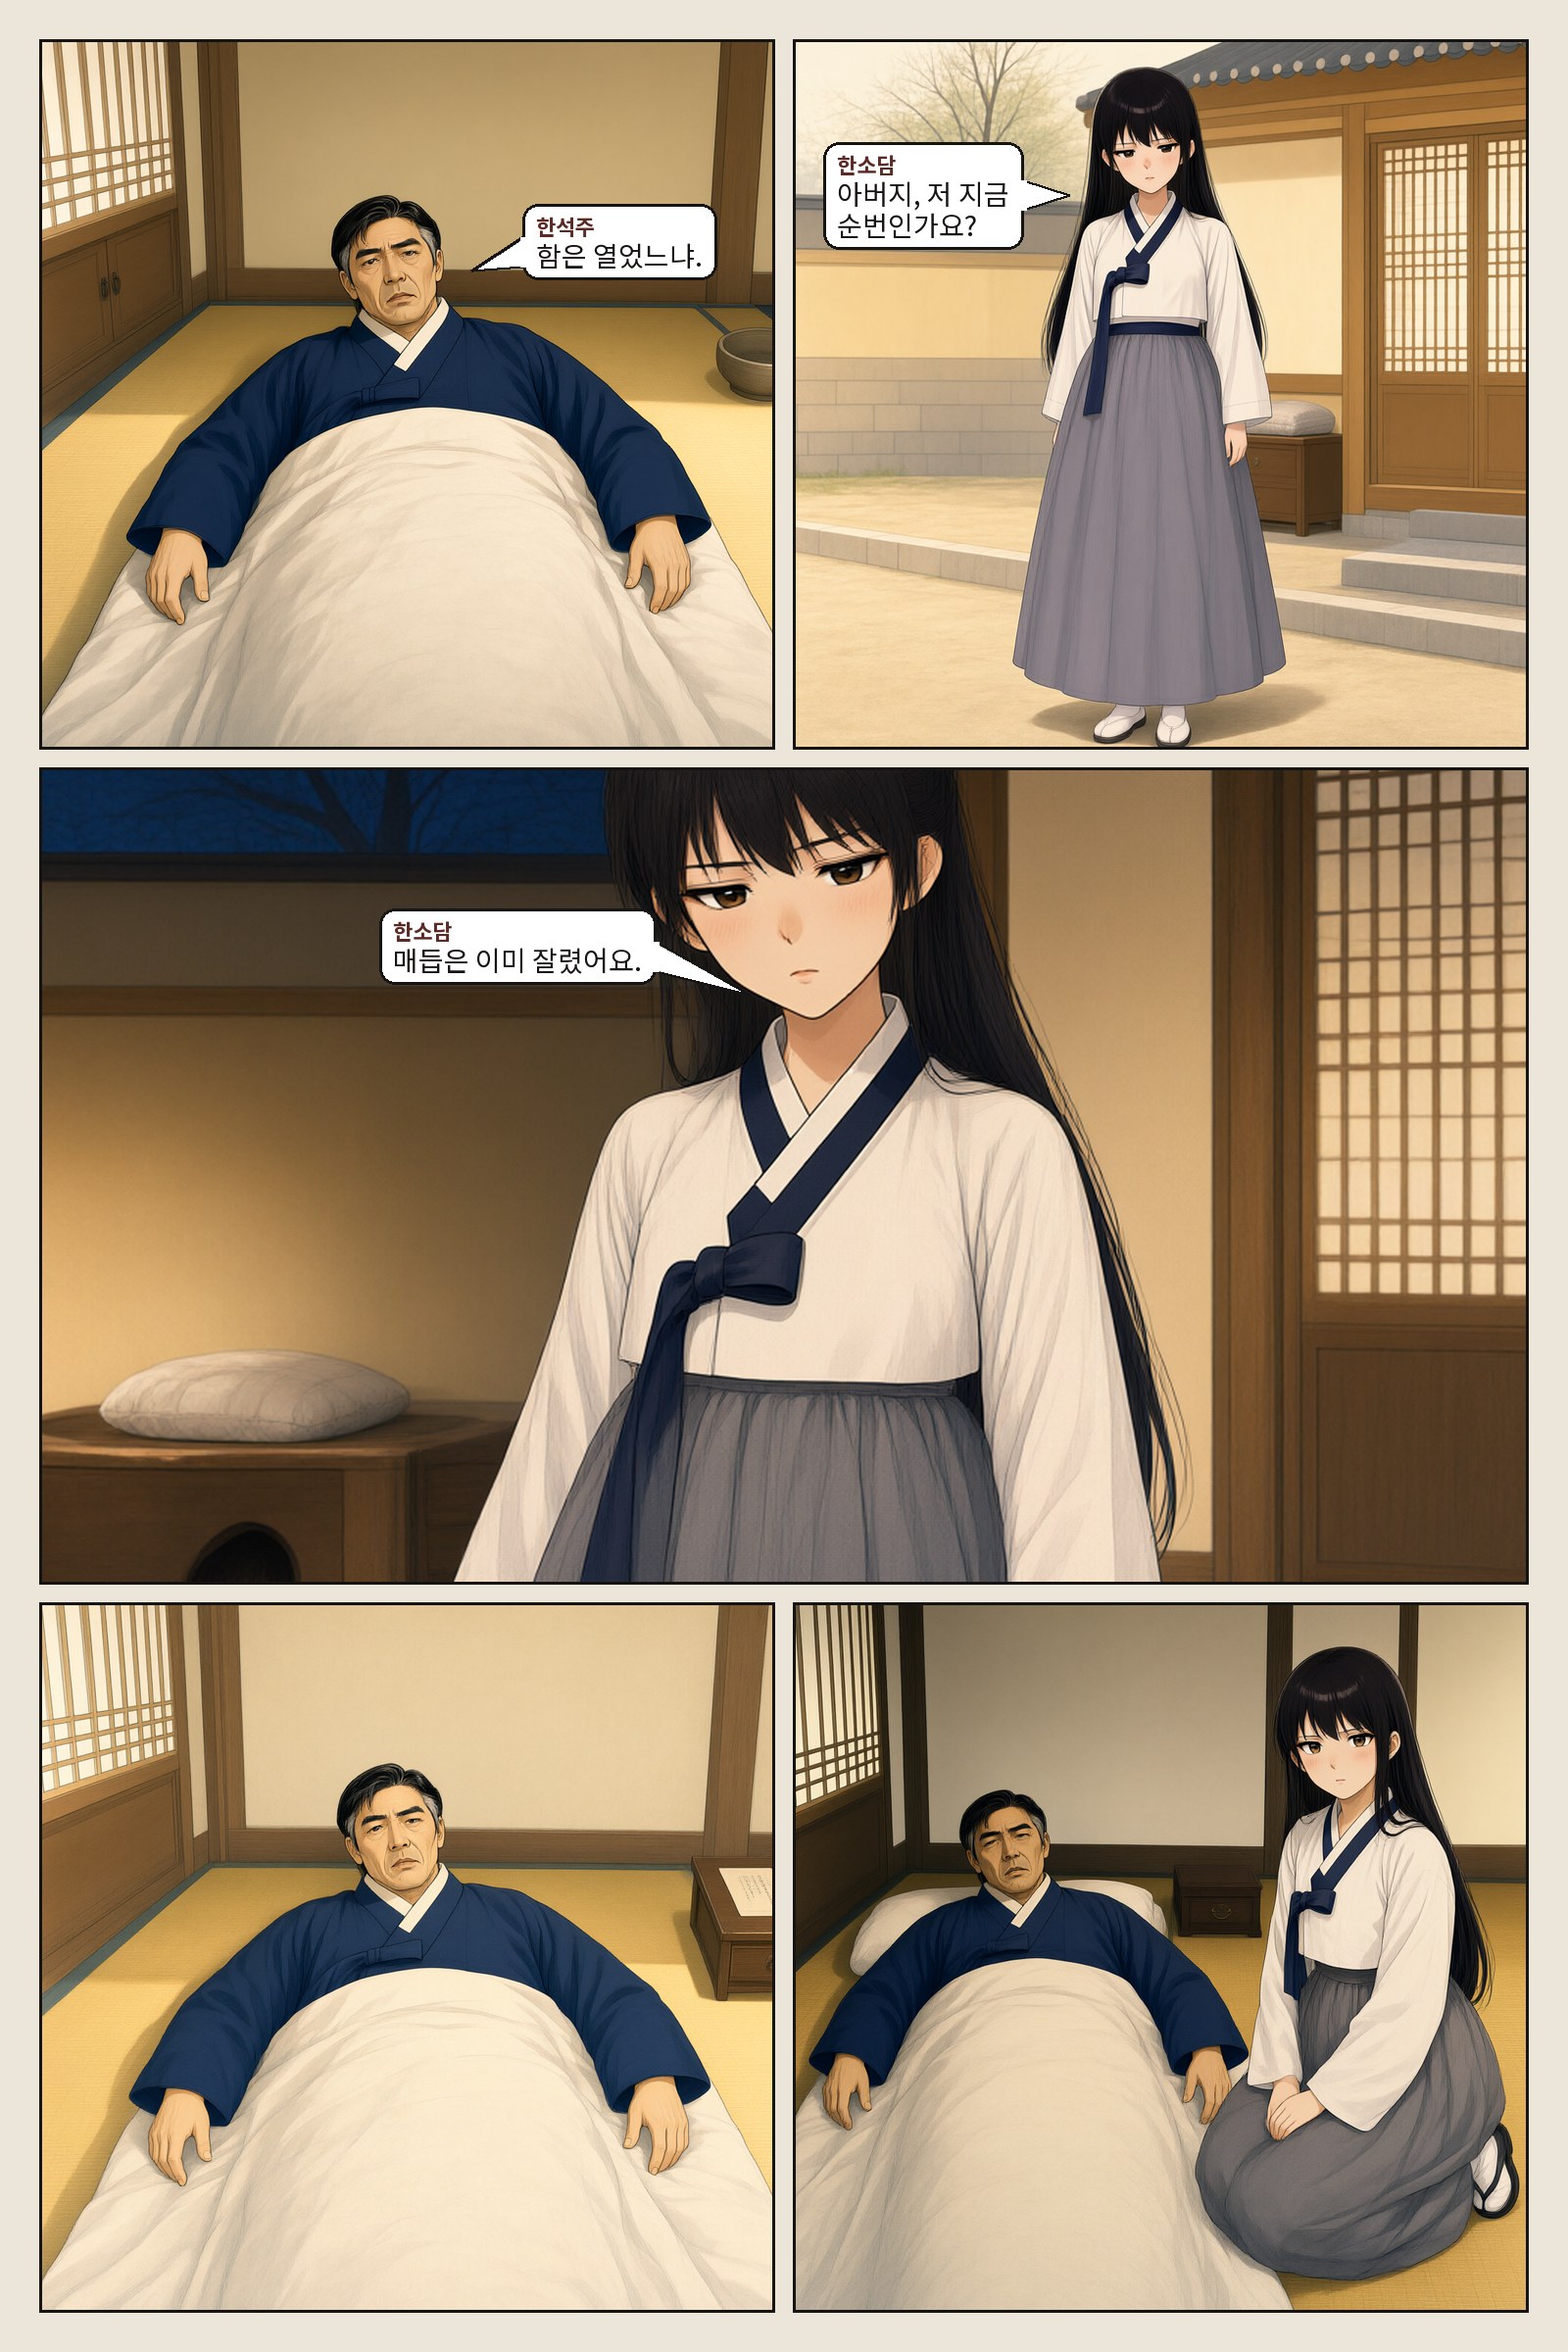 한석주
함은 열었느냐.
한소담
아버지, 저 지금
순번인가요?
한소담
매듭은 이미 잘렸어요.